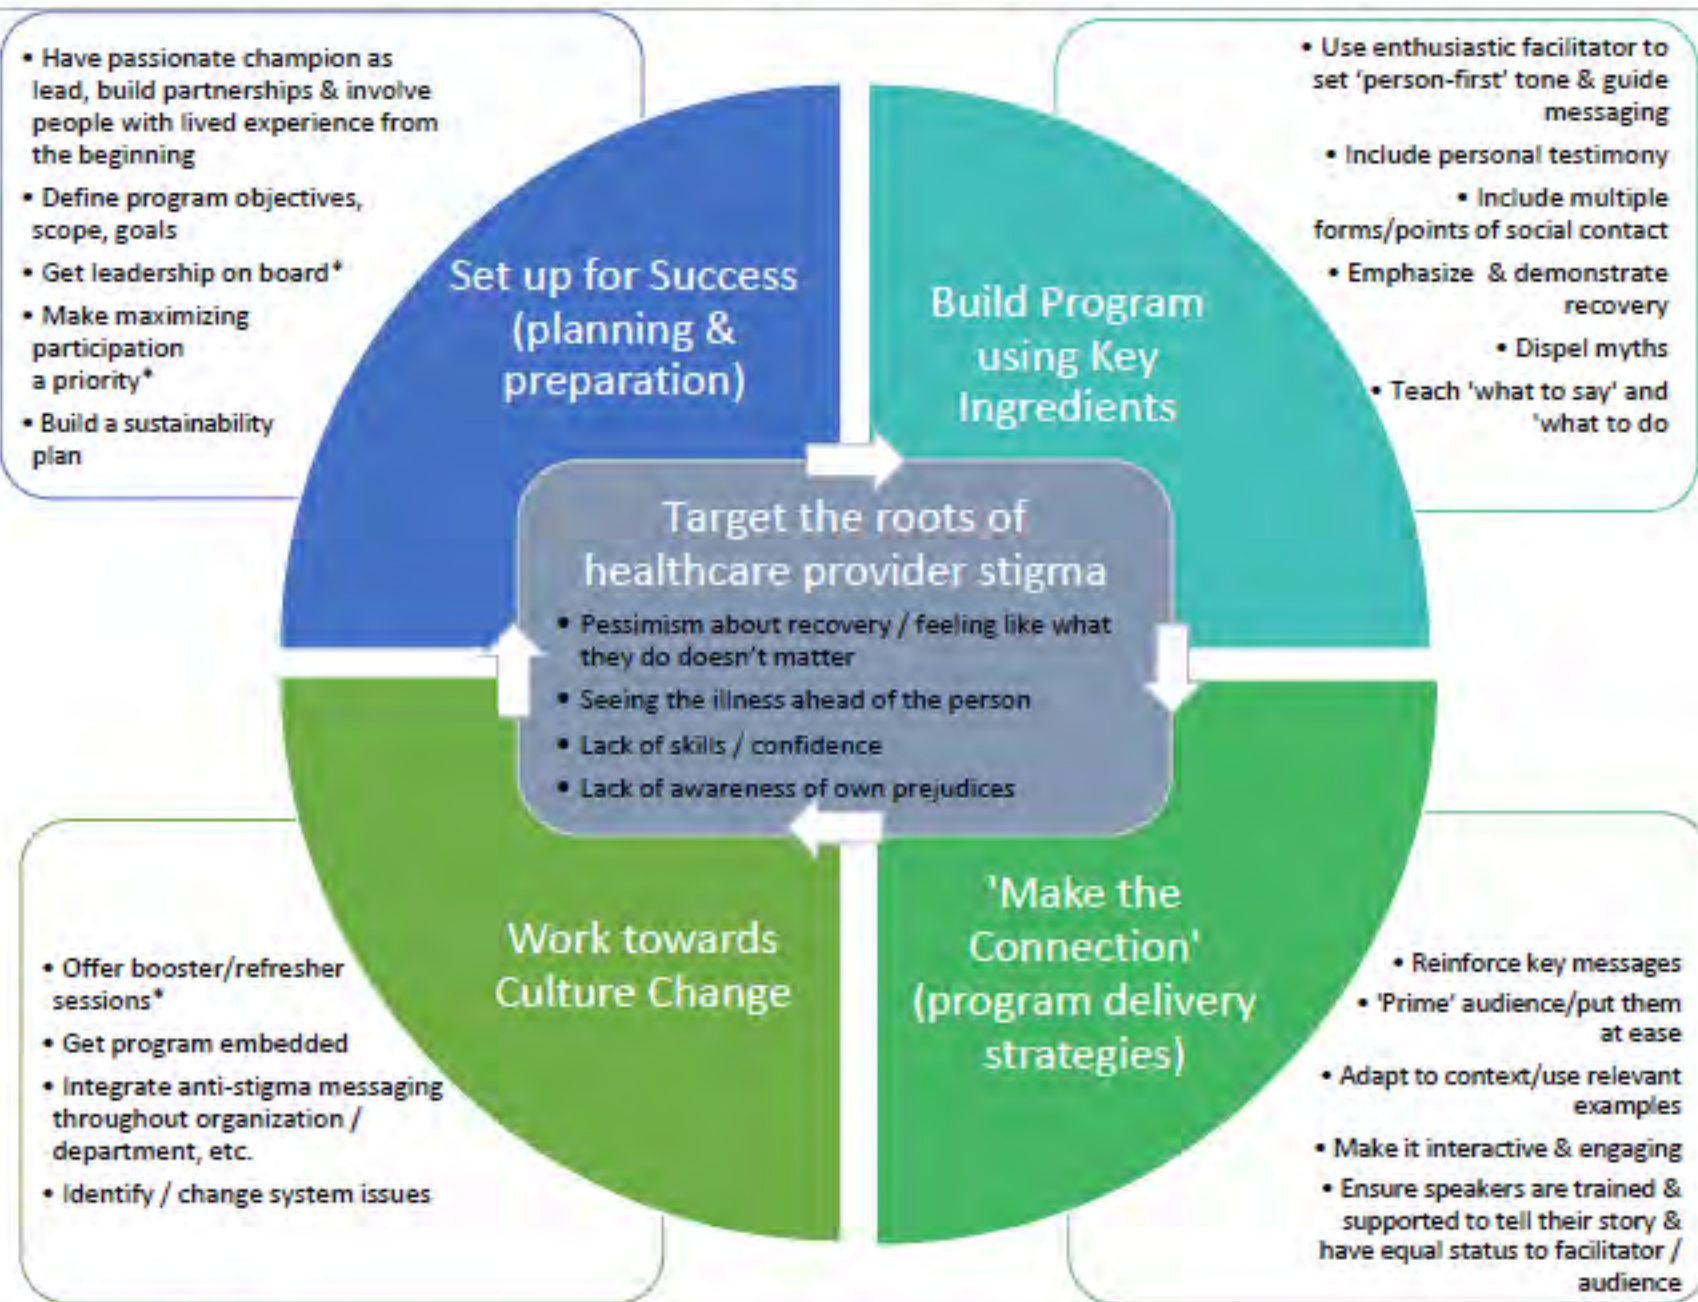 • Have passionate champion as
lead, build partnerships & involve
people with lived experience from
the beginning
• Define program objectives,
scope, goals
• Get leadership on board*
• Make maximizing
participation
a priority*
• Build a sustainability
plan
Set up for Success
(planning &
preparation)
• Use enthusiastic facilitator to
set ‘person-first’ tone & guide
messaging
• Include personal testimony
• Include multiple
forms/points of social contact
• Emphasize & demonstrate
recovery
• Dispel myths
• Teach 'what to say' and
'what to do
Build Program
using Key
Ingredients
Target the roots of
healthcare provider stigma
• Pessimism about recovery / feeling like what
they do doesn’t matter
• Seeing the illness ahead of the person
• Lack of skills / confidence
• Lack of awareness of own prejudices
'Make the
Connection'
(program delivery
strategies)
• Reinforce key messages
• 'Prime’ audience/put them
at ease
• Adapt to context/use relevant
examples
• Make it interactive & engaging
• Ensure speakers are trained &
supported to tell their story &
have equal status to facilitator /
audience
Work towards
Culture Change
• Offer booster/refresher
sessions*
• Get program embedded
• Integrate anti-stigma messaging
throughout organization /
department, etc.
• Identify / change system issues